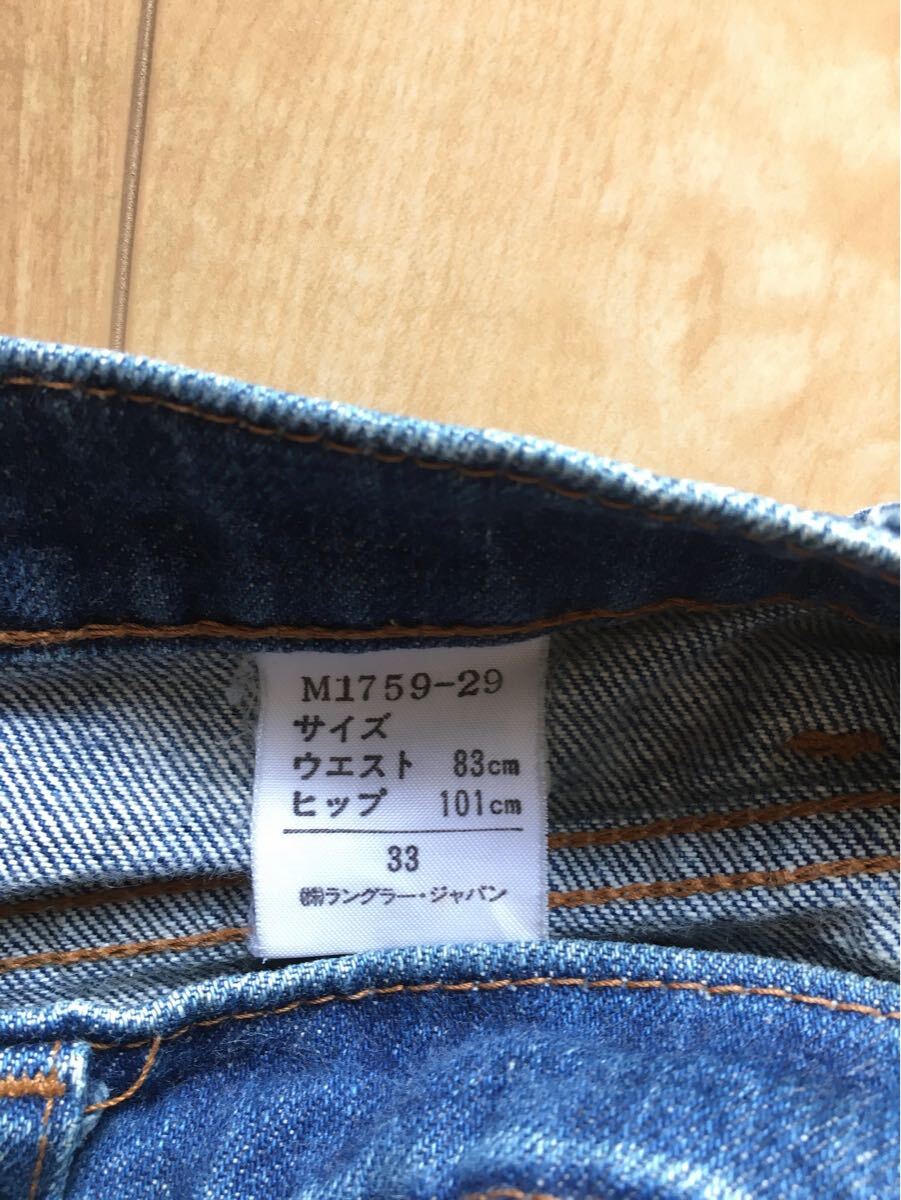 M1759-29
サイズ
ウエスト 83cm
ヒップ 101cm
33
㈱ラングラー・ジャパン